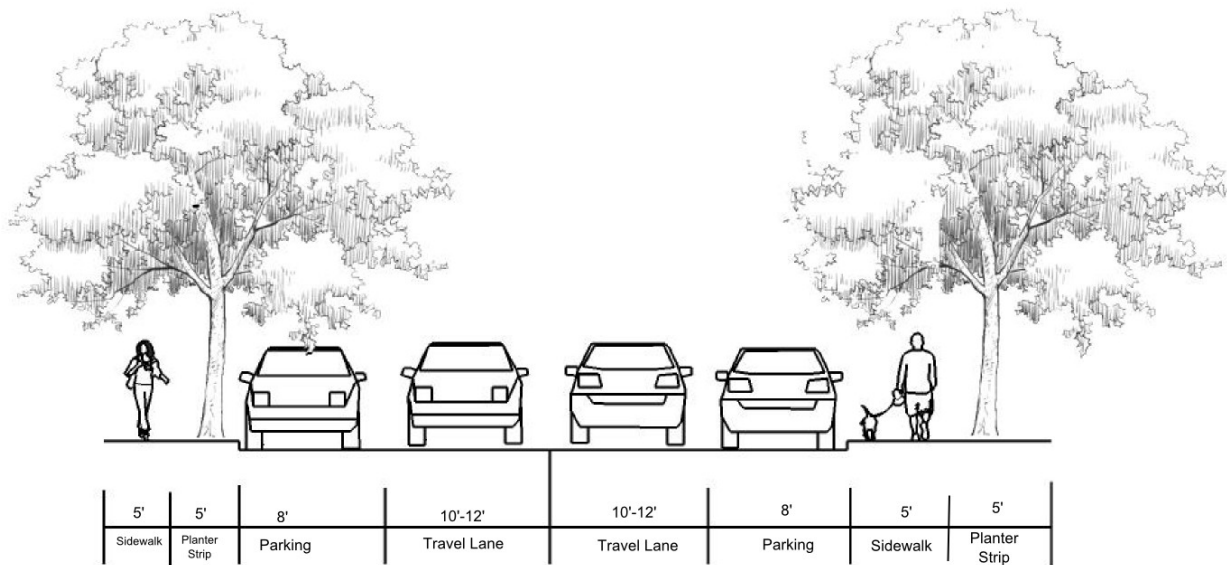 5' 5' 8' 10'-12' 10'-12' 8' 5' 5'
Sidewalk Planter Strip Parking Travel Lane Travel Lane Parking Sidewalk Planter Strip